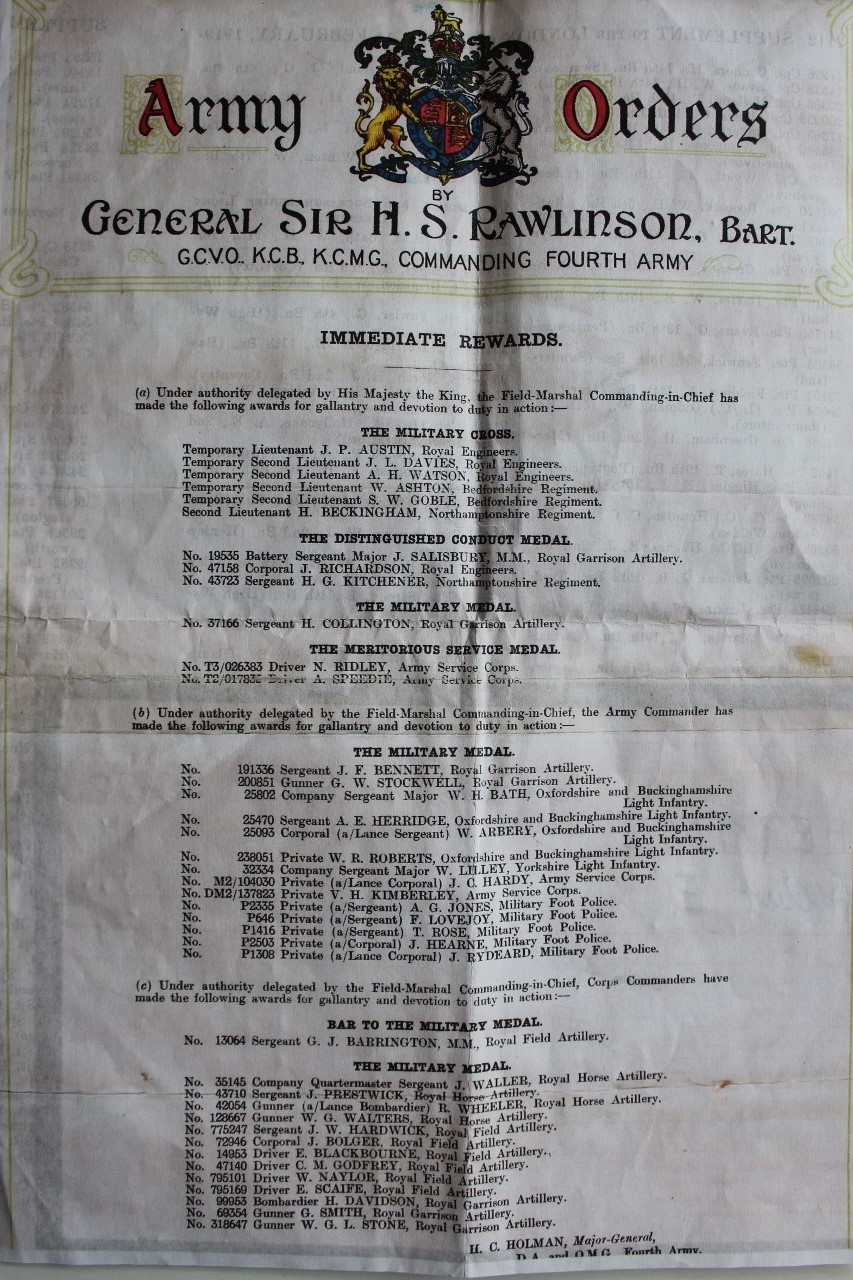 Army Orders
BY
GENERAL SIR H. S. RAWLINSON, BART.
G.C.V.O., K.C.B., K.C.M.G., COMMANDING FOURTH ARMY
IMMEDIATE REWARDS.
(a) Under authority delegated by His Majesty the King, the Field-Marshal Commanding-in-Chief has
made the following awards for gallantry and devotion to duty in action:—
THE MILITARY CROSS.
Temporary Lieutenant J. P. AUSTIN, Royal Engineers.
Temporary Second Lieutenant J. L. DAVIES, Royal Engineers.
Temporary Second Lieutenant A. H. WATSON, Royal Engineers.
Temporary Second Lieutenant W. ASHTON, Bedfordshire Regiment.
Temporary Second Lieutenant S. W. GOBLE, Bedfordshire Regiment.
Second Lieutenant H. BECKINGHAM, Northamptonshire Regiment.
THE DISTINGUISHED CONDUCT MEDAL.
No. 19535 Battery Sergeant Major J. SALISBURY, M.M., Royal Garrison Artillery.
No. 47158 Corporal J. RICHARDSON, Royal Engineers.
No. 43723 Sergeant H. G. KITCHENER, Northamptonshire Regiment.
THE MILITARY MEDAL.
No. 37166 Sergeant H. COLLINGTON, Royal Garrison Artillery.
THE MERITORIOUS SERVICE MEDAL.
No. T3/026383 Driver N. RIDLEY, Army Service Corps.
No. Driver A. SPEEDIE, Army Service Corps.
(b) Under authority delegated by the Field-Marshal Commanding-in-Chief, the Army Commander has
made the following awards for gallantry and devotion to duty in action:—
THE MILITARY MEDAL.
No. 191336 Sergeant J. F. BENNETT, Royal Garrison Artillery.
No. 200851 Gunner G. W. STOCKWELL, Royal Garrison Artillery.
No. 25802 Company Sergeant Major W. H. BATH, Oxfordshire and Buckinghamshire
Light Infantry.
No. 25470 Sergeant A. E. HERRIDGE, Oxfordshire and Buckinghamshire Light Infantry.
No. 25093 Corporal (a/Lance Sergeant) W. ARBERY, Oxfordshire and Buckinghamshire
Light Infantry.
No. 238051 Private W. R. ROBERTS, Oxfordshire and Buckinghamshire Light Infantry.
No. 32334 Company Sergeant Major W. LILLEY, Yorkshire Light Infantry.
No. M2/104030 Private (a/Lance Corporal) J. C. HARDY, Army Service Corps.
No. DM2/137823 Private V. H. KIMBERLEY, Army Service Corps.
No. P2335 Private (a/Sergeant) A. G. JONES, Military Foot Police.
No. P646 Private (a/Sergeant) F. LOVEJOY, Military Foot Police.
No. P1416 Private (a/Sergeant) T. ROSE, Military Foot Police.
No. P2503 Private (a/Corporal) J. HEARNE, Military Foot Police.
No. P1308 Private (a/Lance Corporal) J. RYDEARD, Military Foot Police.
(c) Under authority delegated by the Field-Marshal Commanding-in-Chief, Corps Commanders have
made the following awards for gallantry and devotion to duty in action:—
BAR TO THE MILITARY MEDAL.
No. 13064 Sergeant G. J. BARRINGTON, M.M., Royal Field Artillery.
THE MILITARY MEDAL.
No. 35145 Company Quartermaster Sergeant J. WALLER, Royal Horse Artillery.
No. 43710 Sergeant J. PRESTWICK, Royal Horse Artillery.
No. 42054 Gunner (a/Lance Bombardier) R. WHEELER, Royal Horse Artillery.
No. 128667 Gunner W. G. WALTERS, Royal Horse Artillery.
No. 775247 Sergeant J. W. HARDWICK, Royal Field Artillery.
No. 72946 Corporal J. BOLGER, Royal Field Artillery.
No. 14953 Driver E. BLACKBOURNE, Royal Field Artillery.
No. 47140 Driver C. M. GODFREY, Royal Field Artillery.
No. 795101 Driver W. NAYLOR, Royal Field Artillery.
No. 795169 Driver E. SCAIFE, Royal Field Artillery.
No. 99953 Bombardier H. DAVIDSON, Royal Garrison Artillery.
No. 69354 Gunner G. SMITH, Royal Garrison Artillery.
No. 318647 Gunner W. G. L. STONE, Royal Garrison Artillery.
H. C. HOLMAN, Major-General,
D.A. and Q.M.G. Fourth Army.